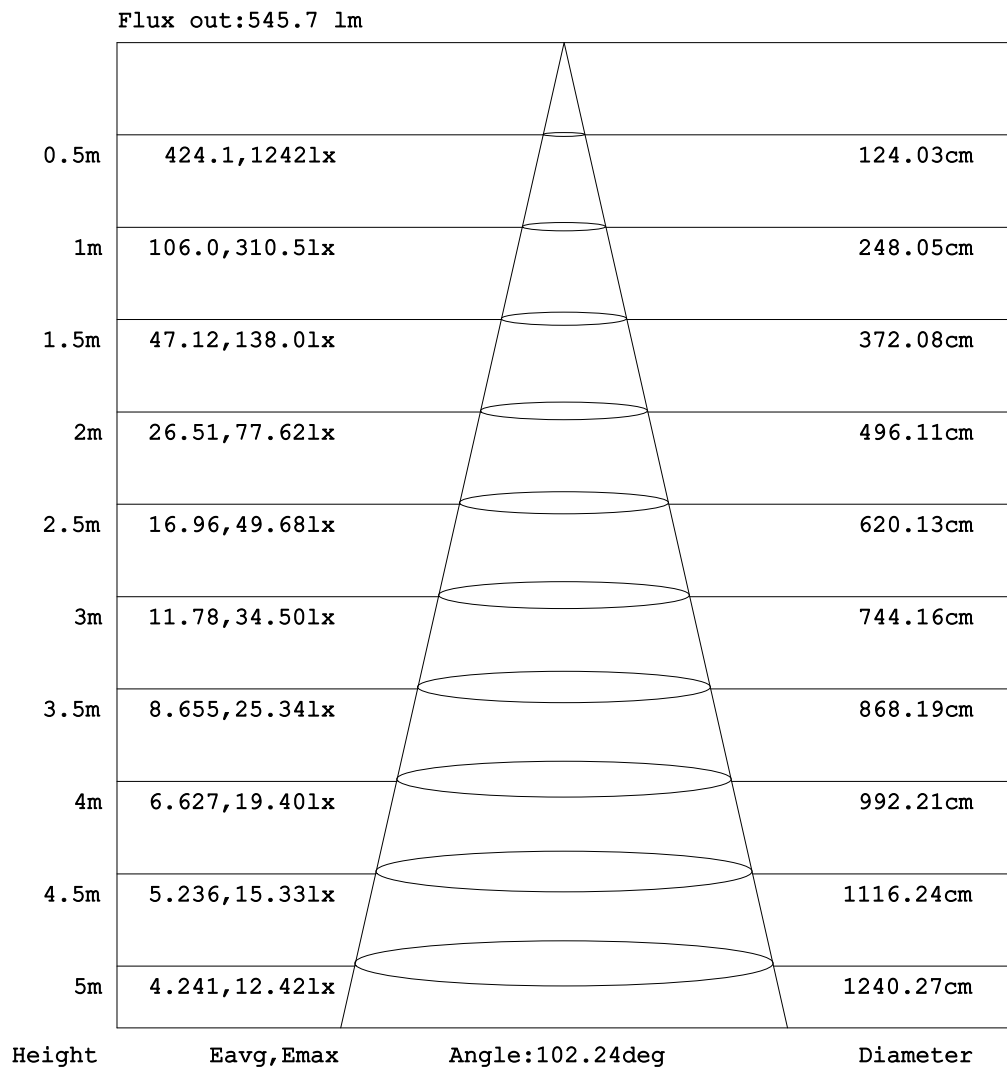 Flux out:545.7 lm
0.5m 424.1,1242lx 124.03cm
1m 106.0,310.5lx 248.05cm
1.5m 47.12,138.0lx 372.08cm
2m 26.51,77.62lx 496.11cm
2.5m 16.96,49.68lx 620.13cm
3m 11.78,34.50lx 744.16cm
3.5m 8.655,25.34lx 868.19cm
4m 6.627,19.40lx 992.21cm
4.5m 5.236,15.33lx 1116.24cm
5m 4.241,12.42lx 1240.27cm
Height Eavg,Emax Angle:102.24deg Diameter